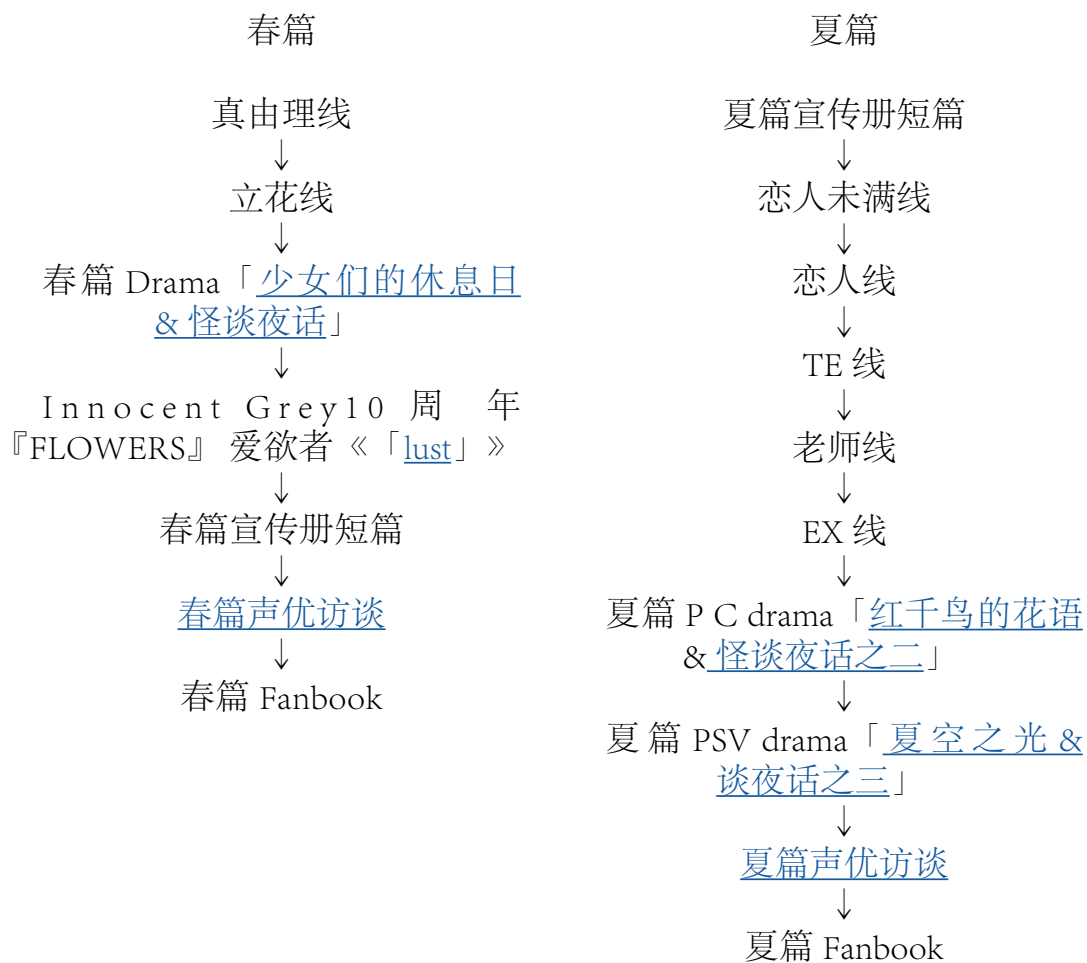 春篇
真由理线
↓
立花线
↓
春篇 Drama「少女们的休息日
& 怪谈夜话」
↓
Innocent Grey10 周 年
『FLOWERS』 爱欲者《「lust」》
↓
春篇宣传册短篇
↓
春篇声优访谈
↓
春篇 Fanbook
夏篇
夏篇宣传册短篇
↓
恋人未满线
↓
恋人线
↓
TE 线
↓
老师线
↓
EX 线
↓
夏篇 P C drama「红千鸟的花语
& 怪谈夜话之二」
↓
夏篇 PSV drama「夏空之光 &
谈夜话之三」
↓
夏篇声优访谈
↓
夏篇 Fanbook